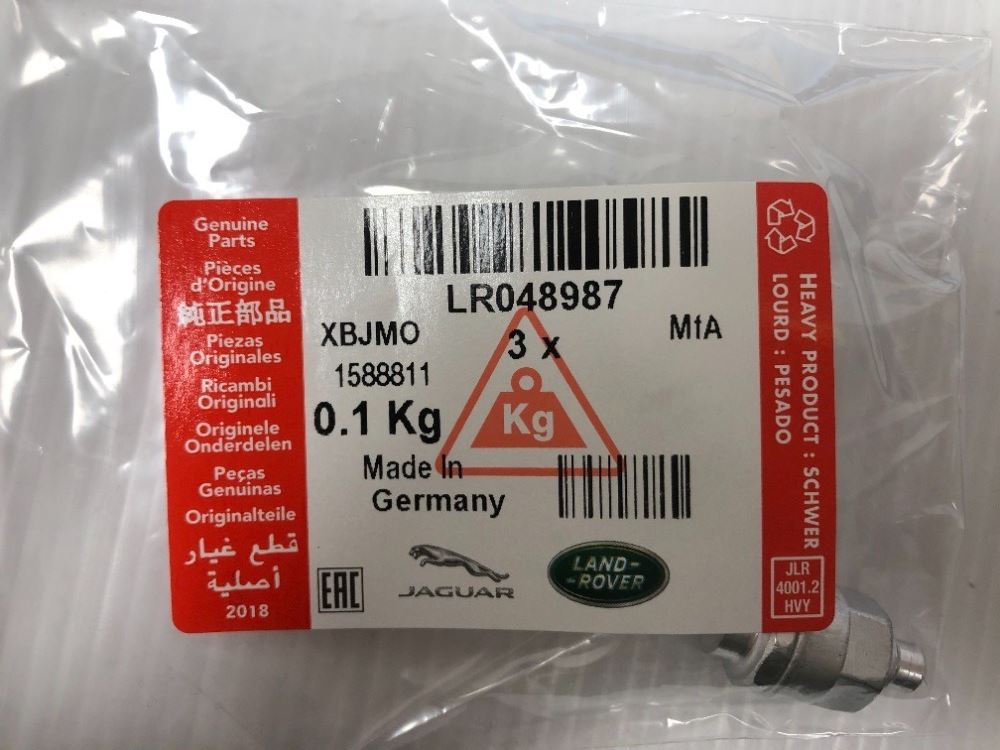 Genuine
Parts
Pièces
d'Origine
純正部品
Piezas
Originales
Ricambi
Originali
Originele
Onderdelen
Peças
Genuínas
Originalteile
قطع غيار
أصلية
2018
LR048987
XBJMO
3 x
M1A
1588811
0.1 Kg
Kg
Made In
Germany
EAC
JAGUAR
LAND-
-ROVER
HEAVY PRODUCT : SCHWER
LOURD : PESADO
JLR
4001.2
HVY